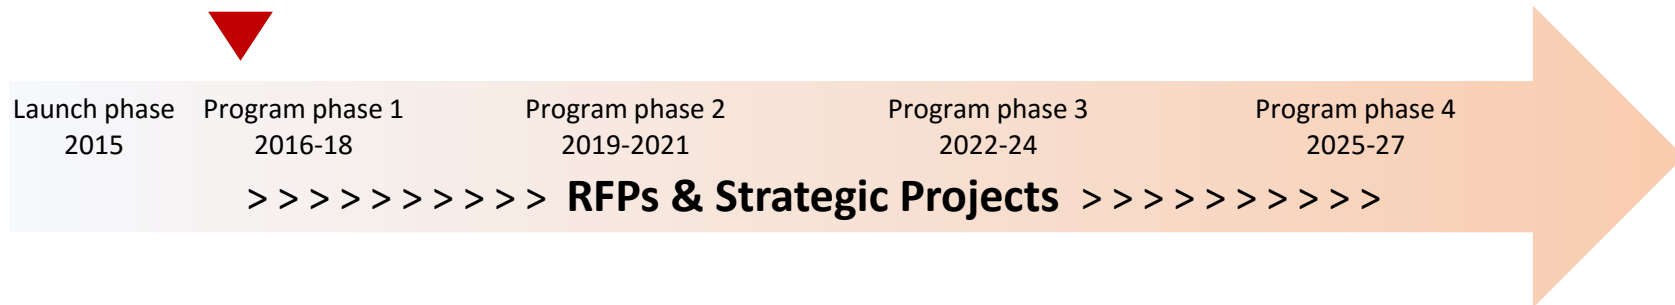 Launch phase
2015
Program phase 1
2016-18
Program phase 2
2019-2021
Program phase 3
2022-24
Program phase 4
2025-27
> > > > > > > > > > RFPs & Strategic Projects > > > > > > > > > >